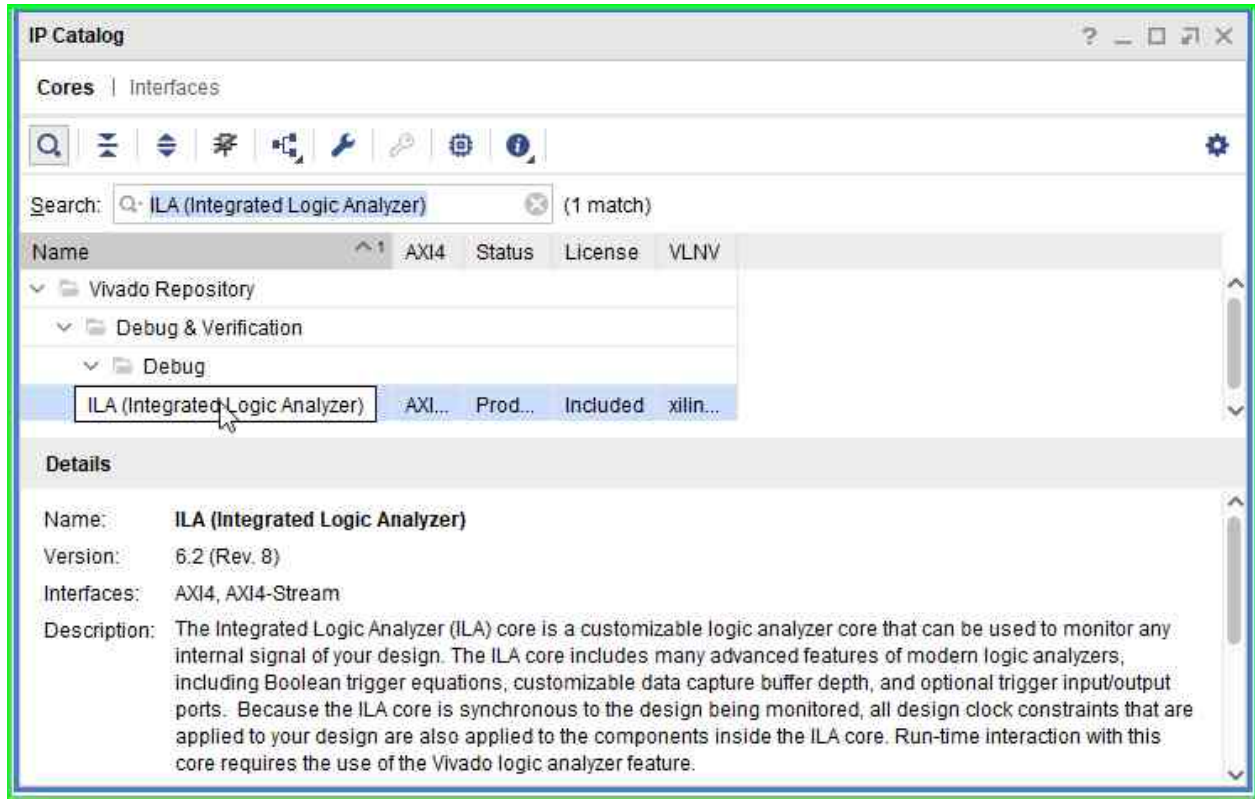 IP Catalog
Cores | Interfaces
Search: ILA (Integrated Logic Analyzer) (1 match)
Name 1 AXI4 Status License VLNV
Vivado Repository
Debug & Verification
Debug
ILA (Integrated Logic Analyzer) AXI... Prod... Included xilin...
Details
Name: ILA (Integrated Logic Analyzer)
Version: 6.2 (Rev. 8)
Interfaces: AXI4, AXI4-Stream
Description: The Integrated Logic Analyzer (ILA) core is a customizable logic analyzer core that can be used to monitor any
internal signal of your design. The ILA core includes many advanced features of modern logic analyzers,
including Boolean trigger equations, customizable data capture buffer depth, and optional trigger input/output
ports. Because the ILA core is synchronous to the design being monitored, all design clock constraints that are
applied to your design are also applied to the components inside the ILA core. Run-time interaction with this
core requires the use of the Vivado logic analyzer feature.